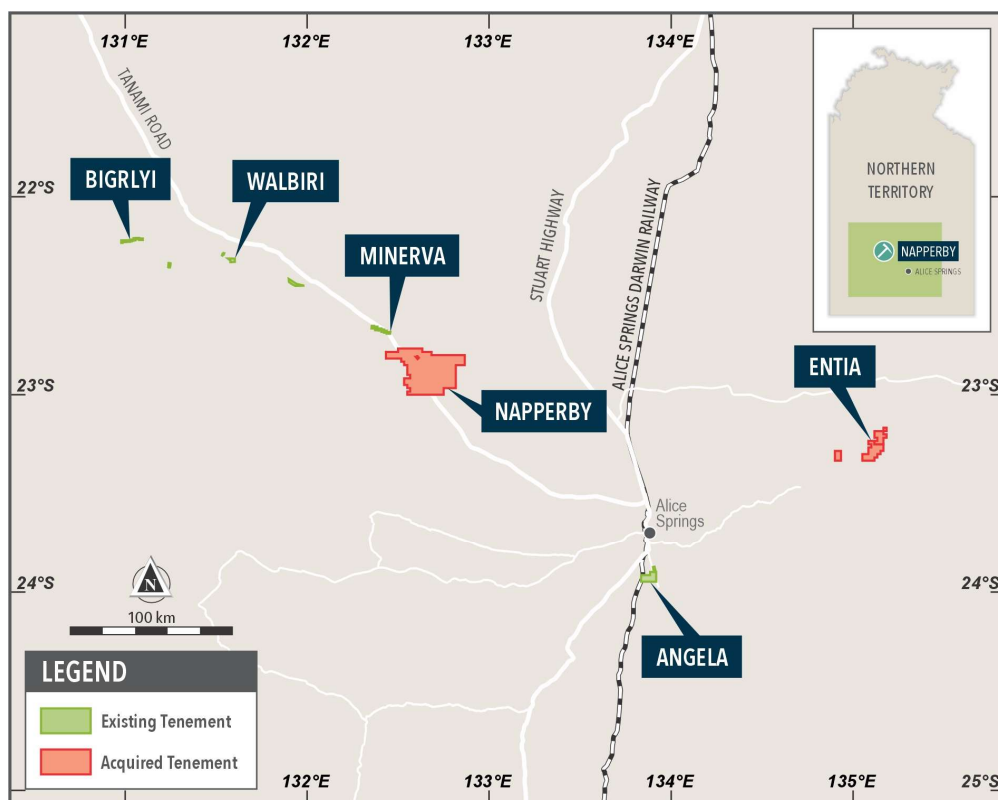 131°E
132°E
133°E
134°E
TANAMI ROAD
NORTHERN
TERRITORY
NAPPERBY
ALICE SPRINGS
22°S
BIGRLYI
WALBIRI
MINERVA
STUART HIGHWAY
ALICE SPRINGS DARWIN RAILWAY
ENTIA
23°S
23°S
NAPPERBY
Alice
Springs
N
24°S
24°S
100 km
ANGELA
LEGEND
Existing Tenement
Acquired Tenement
132°E
133°E
134°E
135°E
25°S